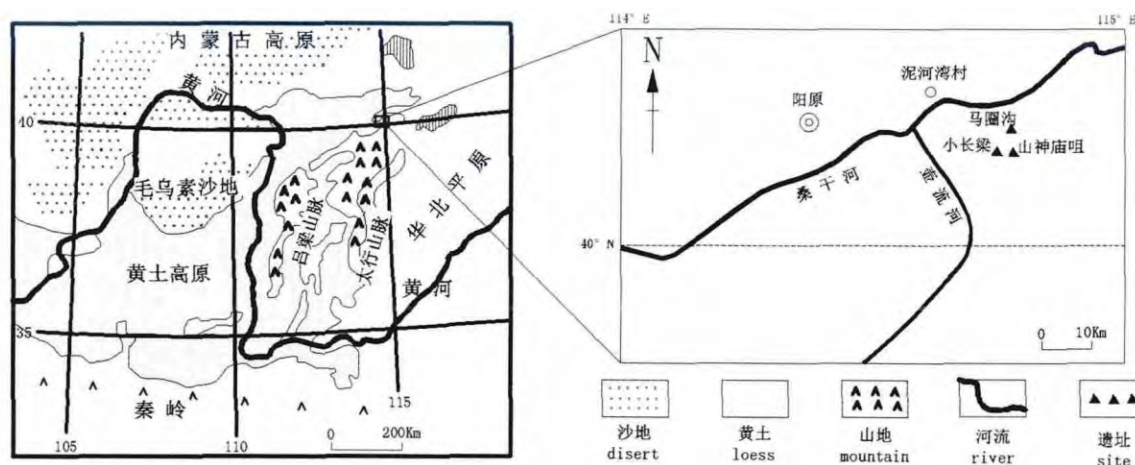 内蒙古高原
黄河
40
毛乌素沙地
吕梁山脉
太行山脉
华北平原
黄土高原
黄河
35
秦岭
115
0 200Km
105
110
114° E
115° E
N
泥河湾村
阳原
马圈沟
小长梁
山神庙咀
桑干河
壶流河
40° N
0 10Km
沙地 黄土 山地 河流 遗址
disert loess mountain river site